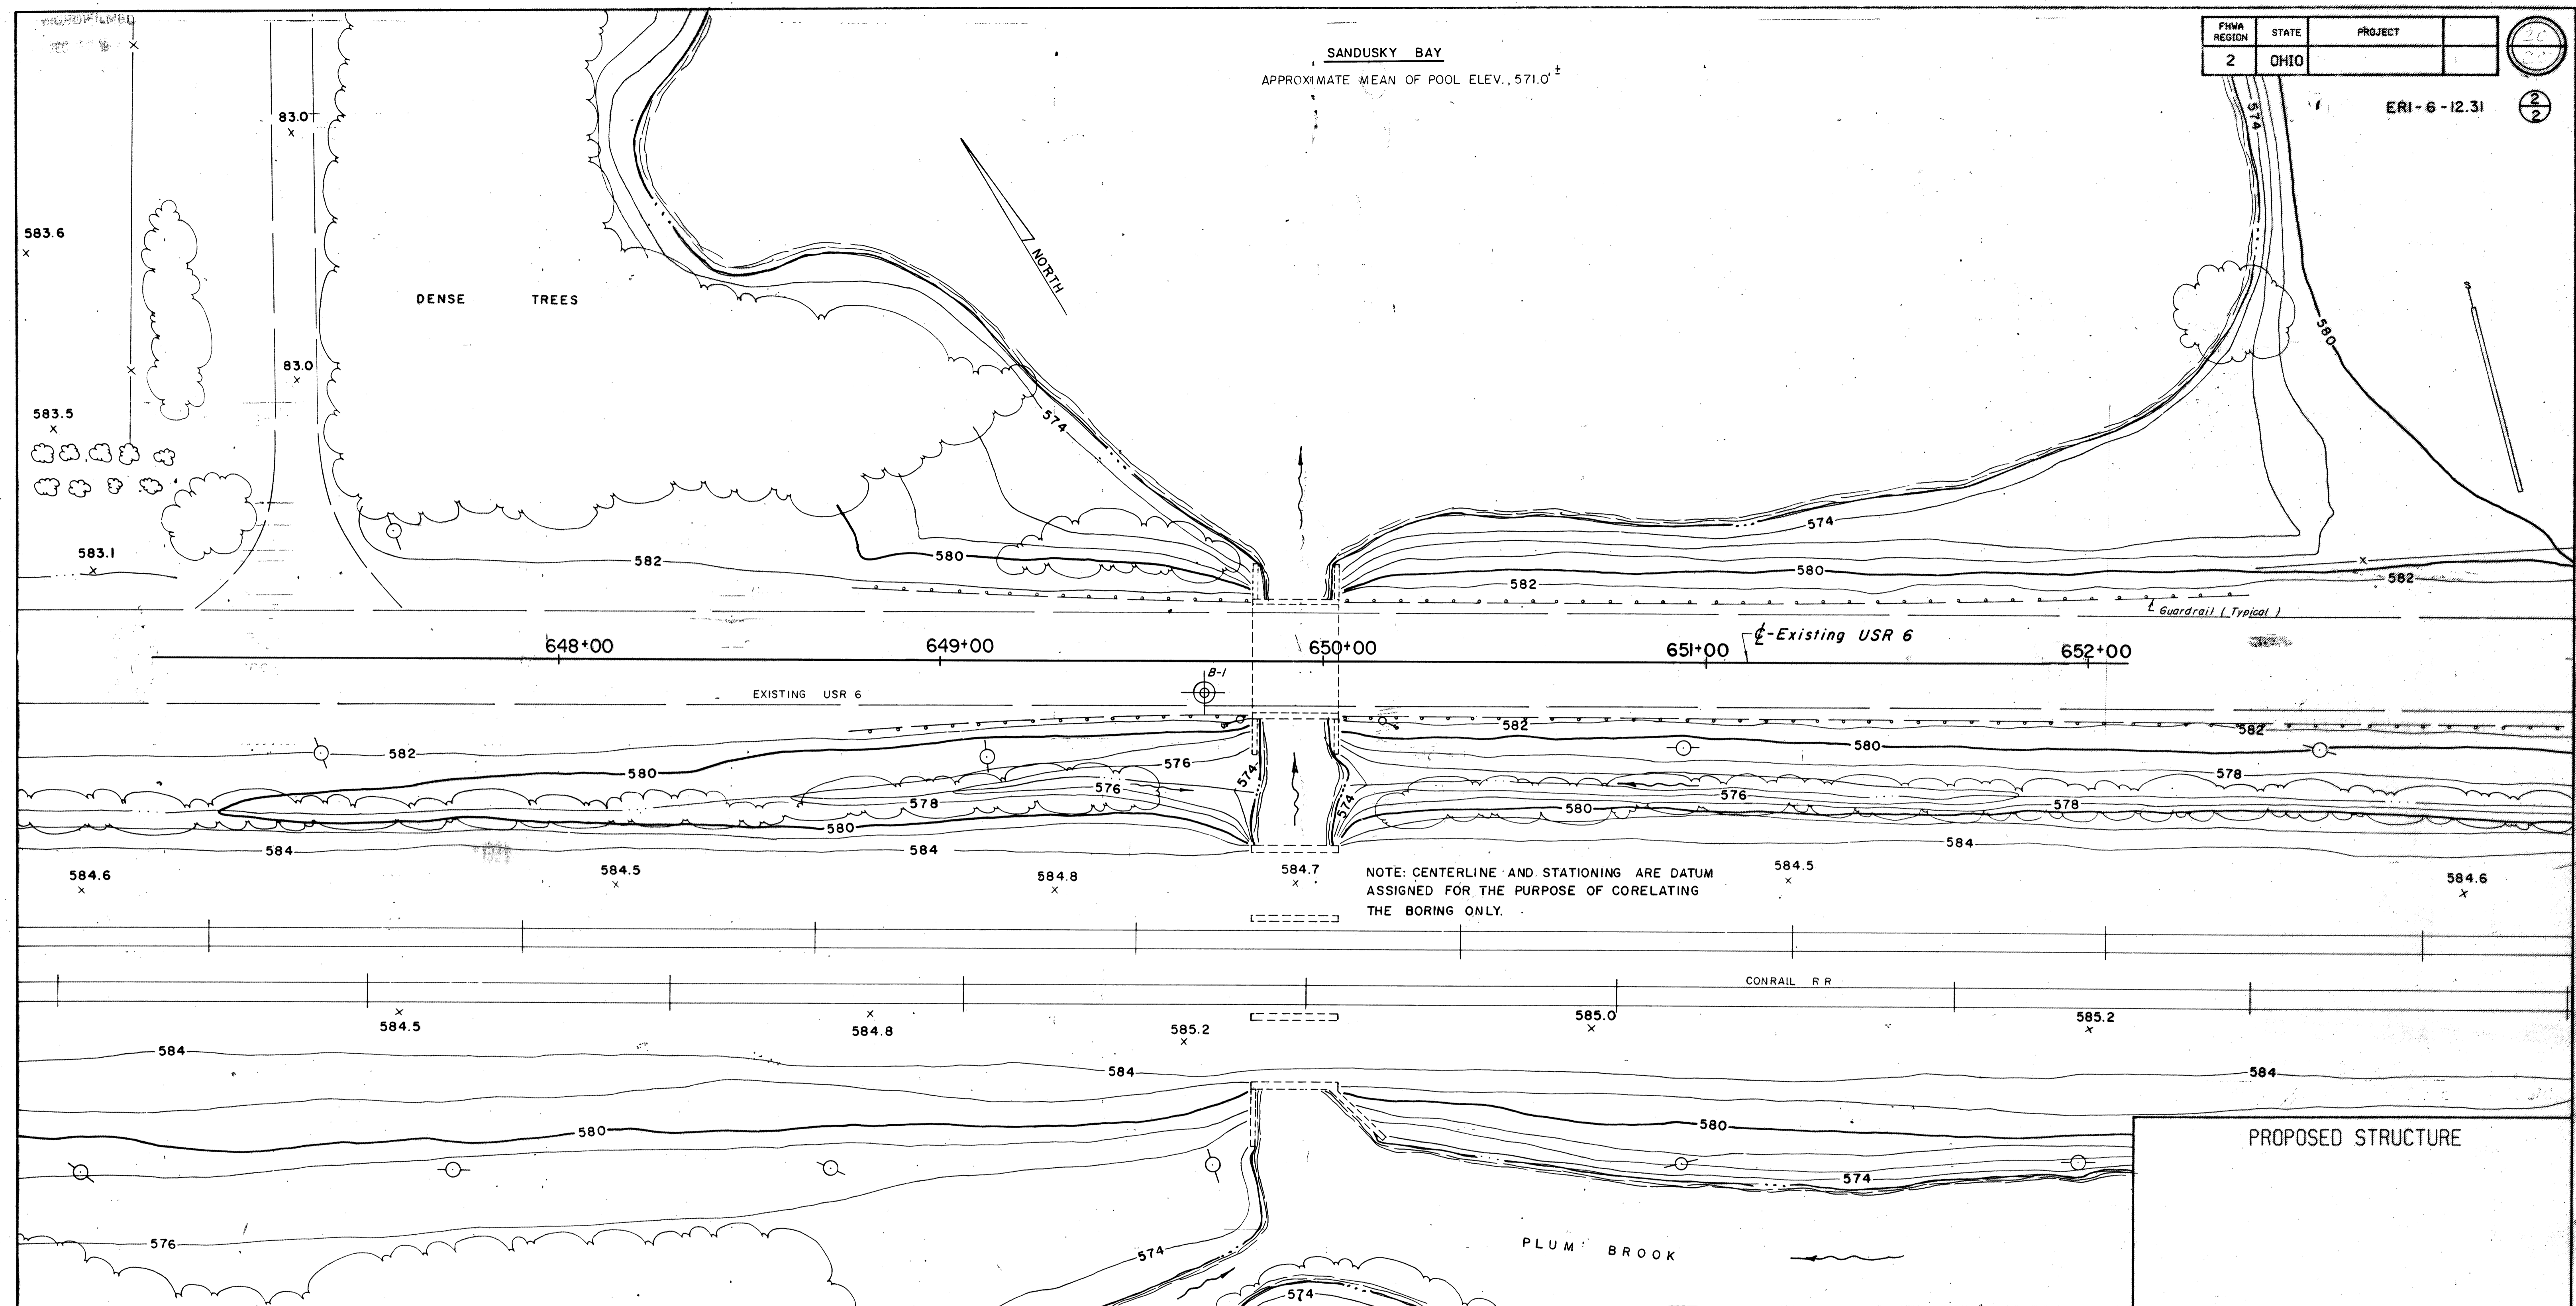 MICROFILMED
SANDUSKY BAY
APPROXIMATE MEAN OF POOL ELEV., 571.0' ±
FHWA REGION STATE PROJECT
2 OHIO
ERI-6-12.31
2
2
574
83.0
583.6
NORTH
DENSE TREES
580
83.0
583.5
574
574
583.1
582
580
580
582
582
℄ Guardrail (Typical)
648+00 649+00 650+00 651+00 652+00
℄-Existing USR 6
B-1
EXISTING USR 6
582
582
582
580
580
576
574
578
576
578
576
574
580
578
580
584
584
584
584.6
584.5
584.8
584.7
584.5
584.6
NOTE: CENTERLINE AND STATIONING ARE DATUM
ASSIGNED FOR THE PURPOSE OF CORELATING
THE BORING ONLY.
CONRAIL RR
584.5
584.8
585.2
585.0
585.2
584
584
584
580
580
PROPOSED STRUCTURE
574
576
574
PLUM BROOK
574